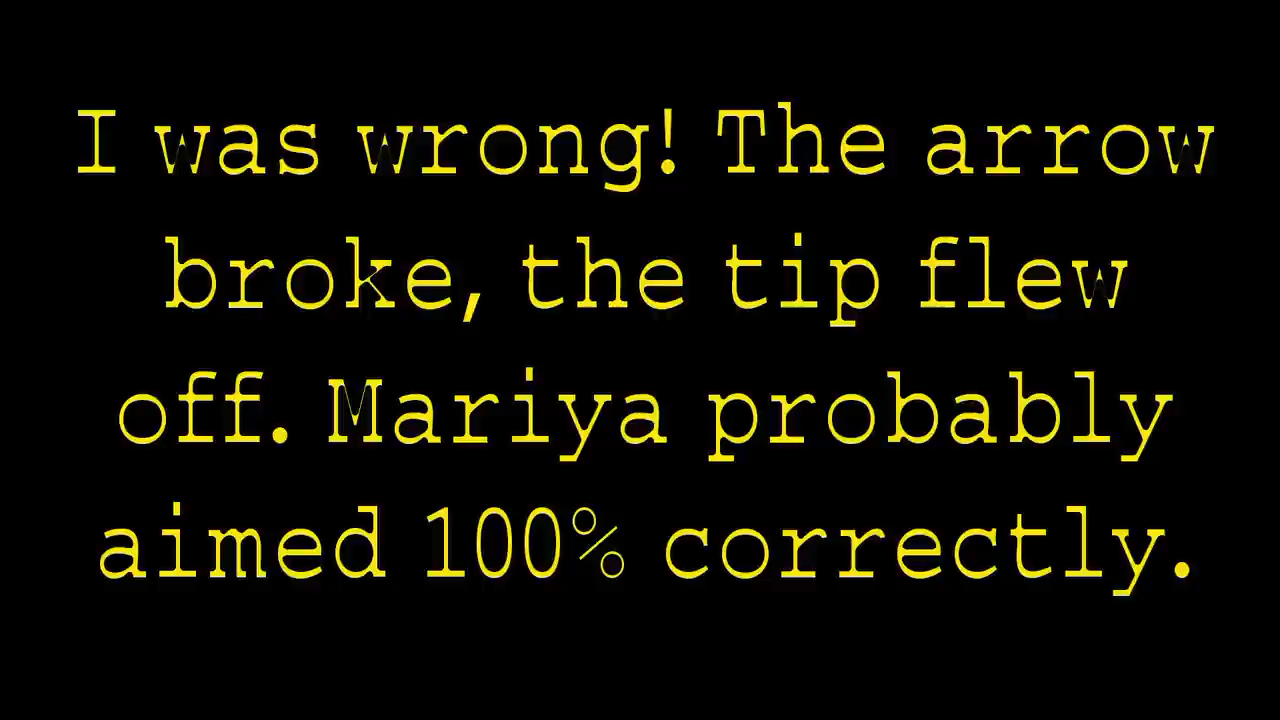 I was wrong! The arrow
broke, the tip flew
off. Mariya probably
aimed 100% correctly.